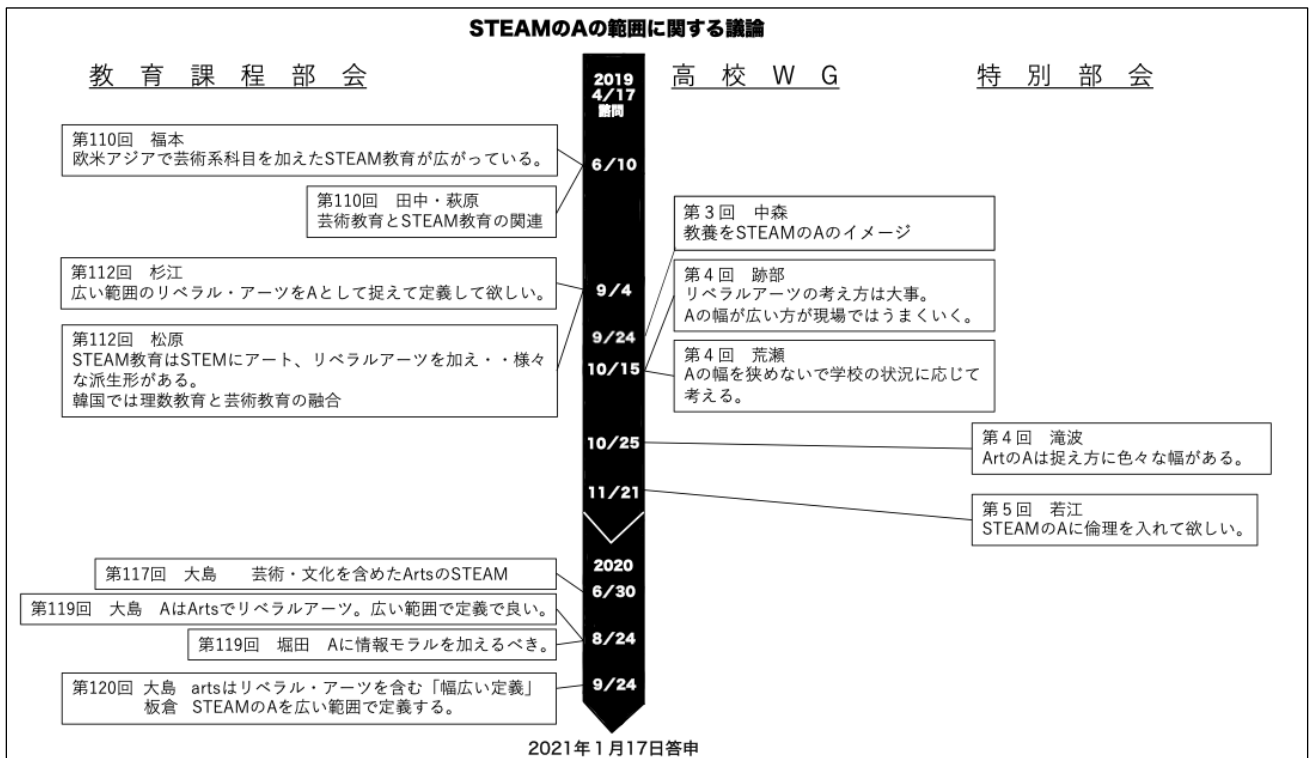 STEAMのAの範囲に関する議論
教育課程部会
高校WG
特別部会
2019
4/17
諮問
第110回 福本
欧米アジアで芸術系科目を加えたSTEAM教育が広がっている。
6/10
第110回 田中・萩原
芸術教育とSTEAM教育の関連
第3回 中森
教養をSTEAMのAのイメージ
第112回 杉江
広い範囲のリベラル・アーツをAとして捉えて定義して欲しい。
9/4
第4回 跡部
リベラルアーツの考え方は大事。
Aの幅が広い方が現場ではうまくいく。
第112回 松原
STEAM教育はSTEMにアート、リベラルアーツを加え・・様々
な派生形がある。
韓国では理数教育と芸術教育の融合
9/24
10/15
第4回 荒瀬
Aの幅を狭めないで学校の状況に応じて
考える。
10/25
第4回 滝波
ArtのAは捉え方に色々な幅がある。
11/21
第5回 若江
STEAMのAに倫理を入れて欲しい。
2020
第117回 大島 芸術・文化を含めたArtsのSTEAM
6/30
第119回 大島 AはArtsでリベラルアーツ。広い範囲で定義で良い。
8/24
第119回 堀田 Aに情報モラルを加えるべき。
9/24
第120回 大島 artsはリベラル・アーツを含む「幅広い定義」
板倉 STEAMのAを広い範囲で定義する。
2021年1月17日答申